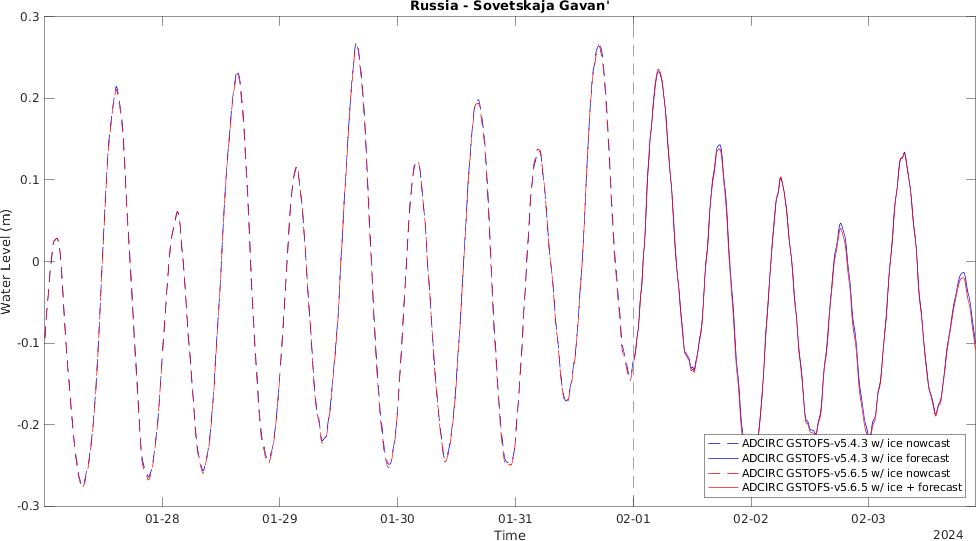 Russia - Sovetskaja Gavan'
0.3
0.2
0.1
0
-0.1
-0.2
-0.3
Water Level (m)
ADCIRC GSTOFS-v5.4.3 w/ ice nowcast
ADCIRC GSTOFS-v5.4.3 w/ ice forecast
ADCIRC GSTOFS-v5.6.5 w/ ice nowcast
ADCIRC GSTOFS-v5.6.5 w/ ice + forecast
01-28 01-29 01-30 01-31 02-01 02-02 02-03
Time
2024